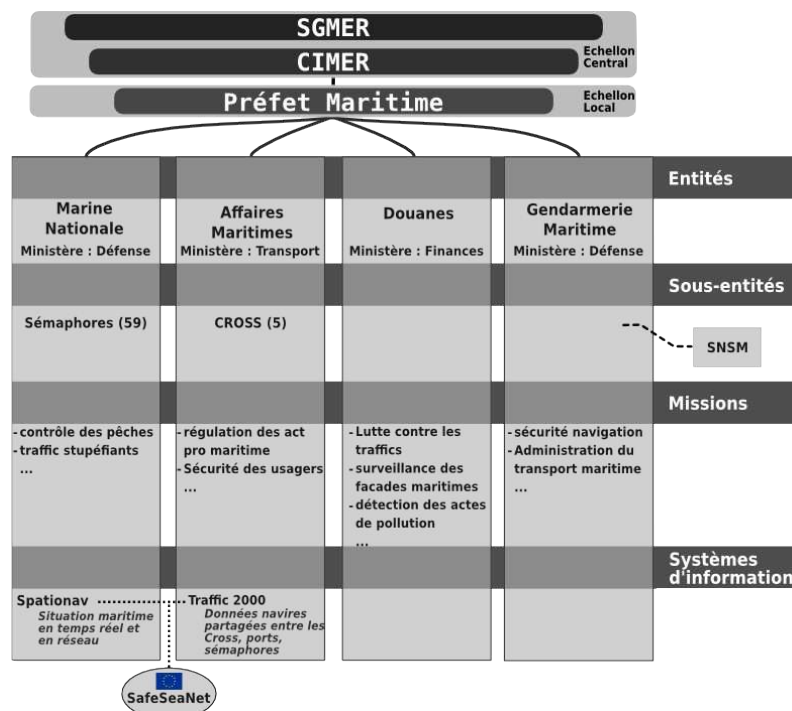 SGMER
CIMER
Echellon
Central
Préfet Maritime
Echellon
Local
Entités
Marine
Nationale
Ministère : Défense
Affaires
Maritimes
Ministère : Transport
Douanes
Ministère : Finances
Gendarmerie
Maritime
Ministère : Défense
Sous-entités
Sémaphores (59)
CROSS (5)
SNSM
Missions
- contrôle des pêches
- traffic stupéfiants
...
- régulation des act
pro maritime
- Sécurité des usagers
...
- Lutte contre les
traffics
- surveillance des
facades maritimes
- détection des actes
de pollution
...
- sécurité navigation
- Administration du
transport maritime
...
Systèmes
d'information
Spationav
Situation maritime
en temps réel et
en réseau
Traffic 2000
Données navires
partagées entre les
Cross, ports,
sémaphores
SafeSeaNet